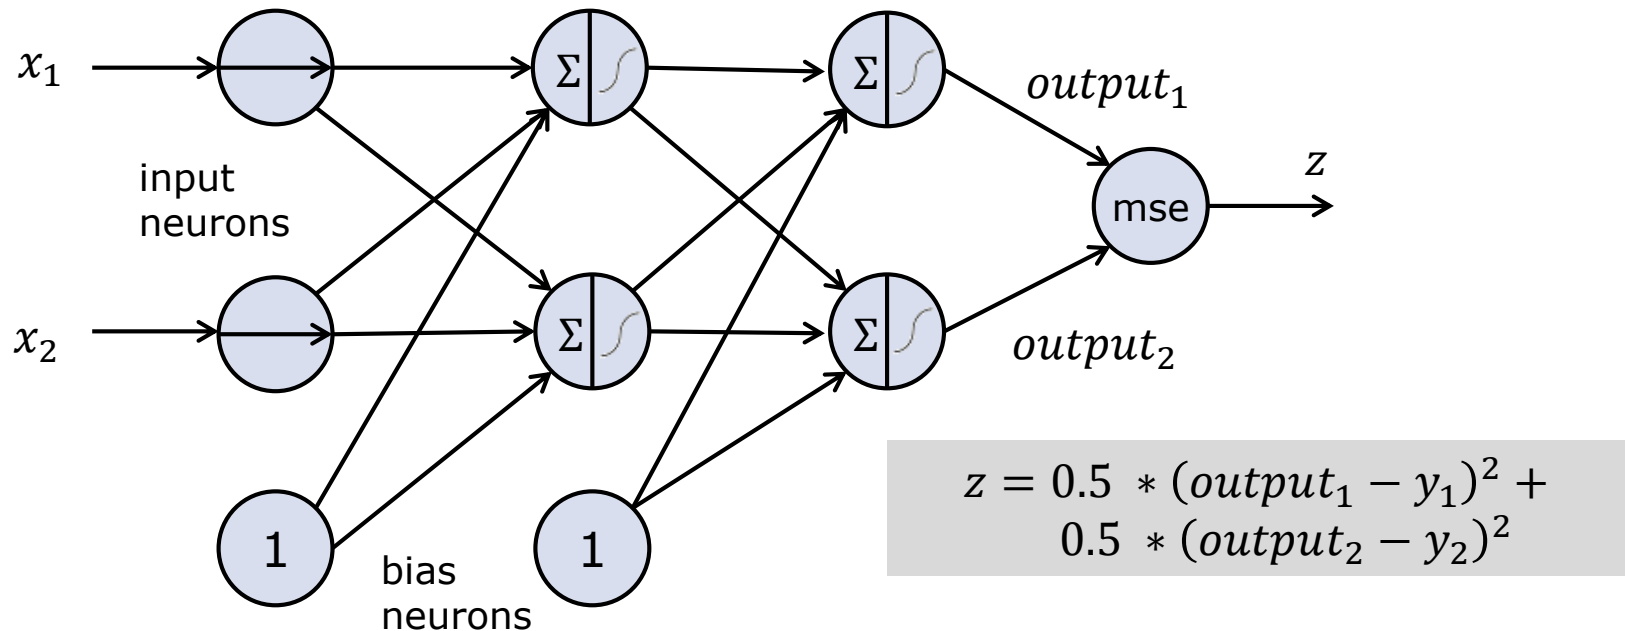 x₁
Σ
Σ
output₁
input
neurons
z
mse
x₂
Σ
Σ
output₂
z = 0.5 * (output₁ − y₁)² +
0.5 * (output₂ − y₂)²
1
1
bias
neurons